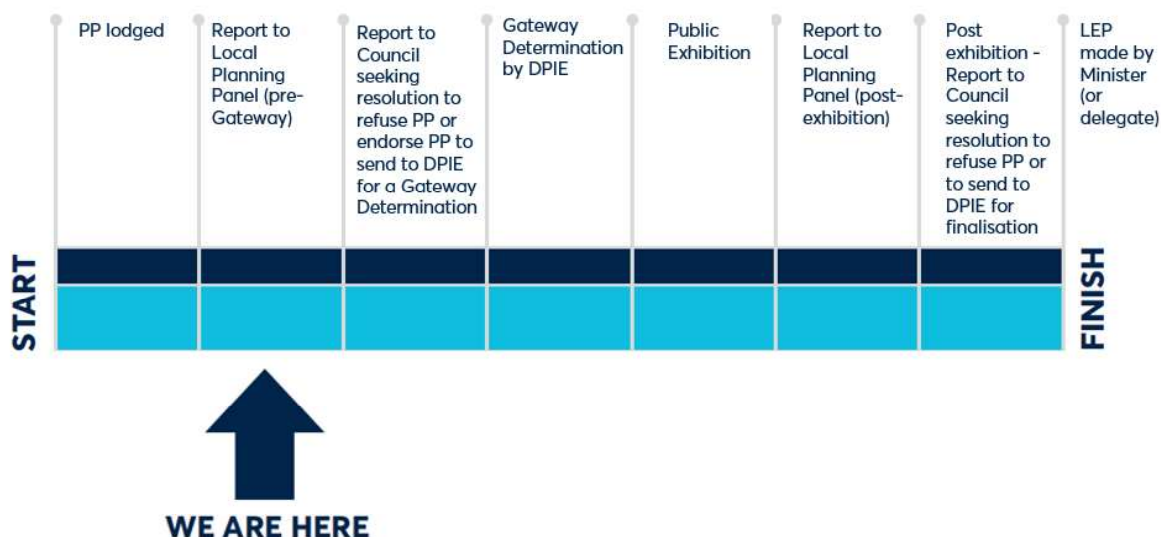 PP lodged
Report to
Local
Planning
Panel (pre-
Gateway)
Report to
Council
seeking
resolution to
refuse PP or
endorse PP to
send to DPIE
for a Gateway
Determination
Gateway
Determination
by DPIE
Public
Exhibition
Report to
Local
Planning
Panel (post-
exhibition)
Post
exhibition -
Report to
Council
seeking
resolution to
refuse PP or
to send to
DPIE for
finalisation
LEP
made by
Minister
(or
delegate)
START
FINISH
WE ARE HERE